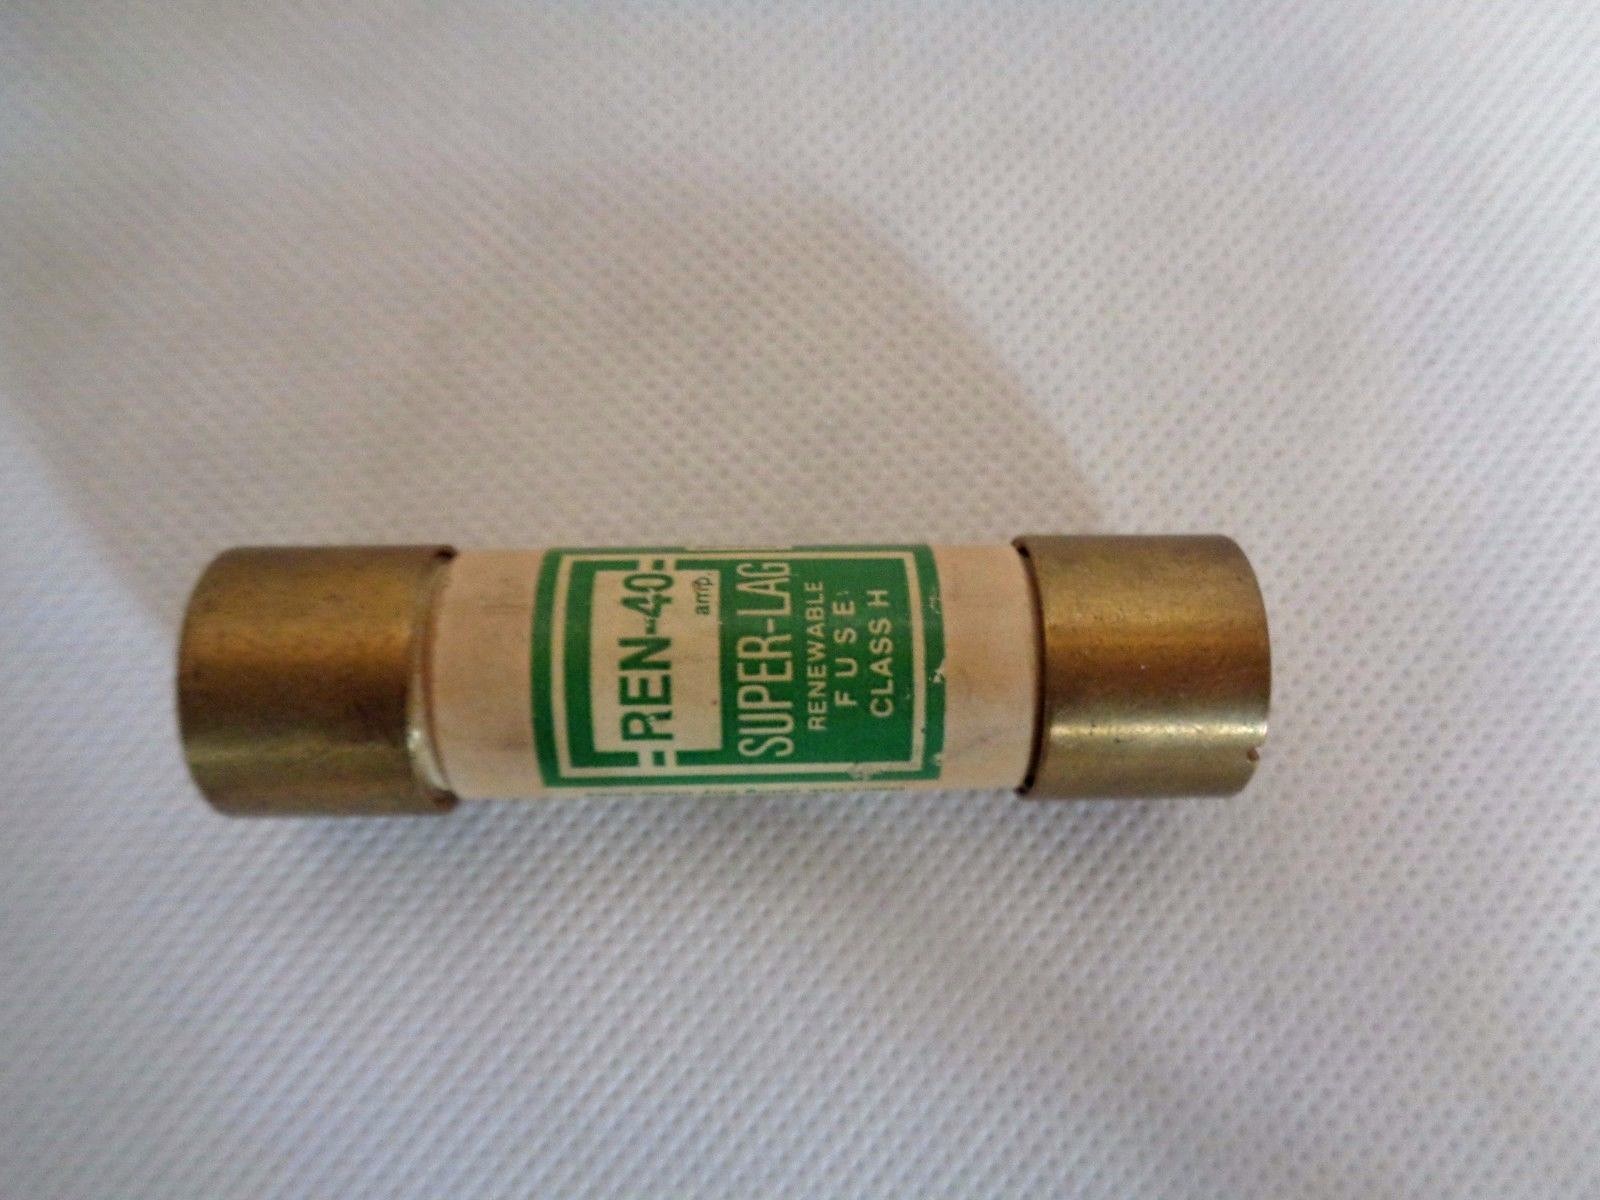 REN-40
amp.
SUPER-LAG
RENEWABLE
FUSE
CLASS H